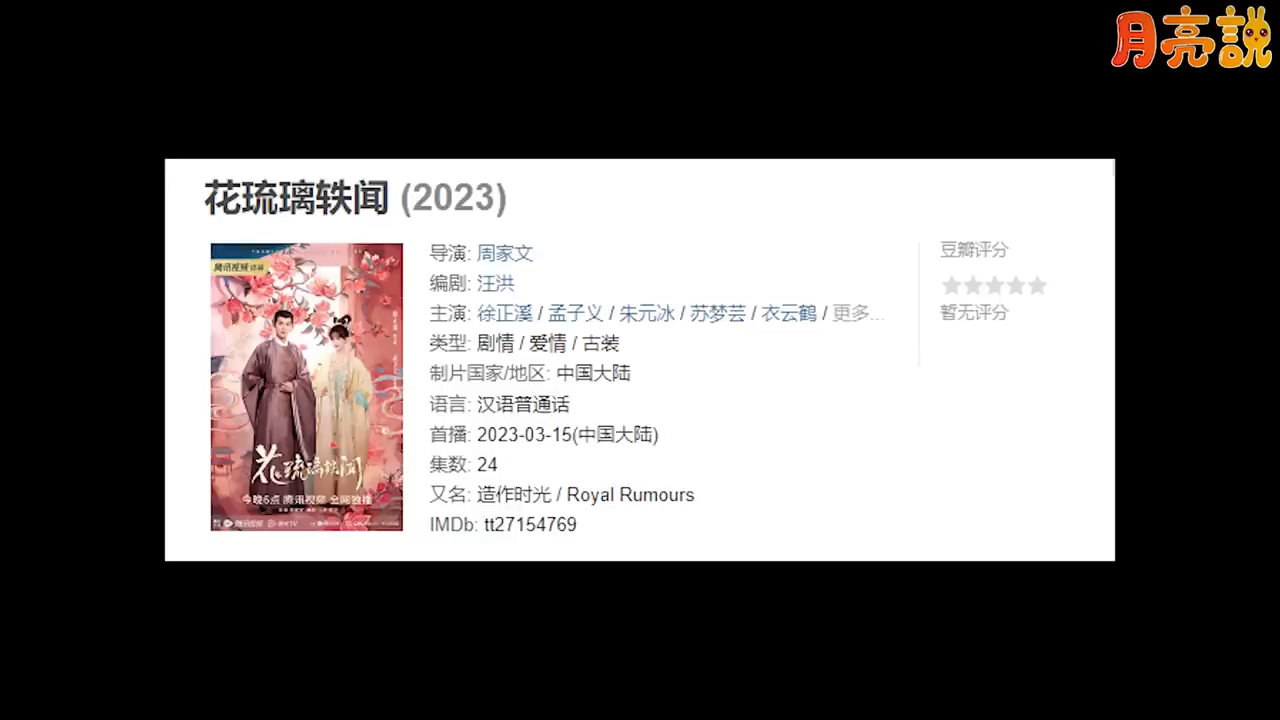 月亮說
花琉璃轶闻 (2023)
导演: 周家文
编剧: 汪洪
主演: 徐正溪 / 孟子义 / 朱元冰 / 苏梦芸 / 衣云鹤 / 更多...
类型: 剧情 / 爱情 / 古装
制片国家/地区: 中国大陆
语言: 汉语普通话
首播: 2023-03-15(中国大陆)
集数: 24
又名: 造作时光 / Royal Rumours
IMDb: tt27154769
豆瓣评分
暂无评分
腾讯视频
花琉璃轶闻
今晚6点 腾讯视频 全网独播